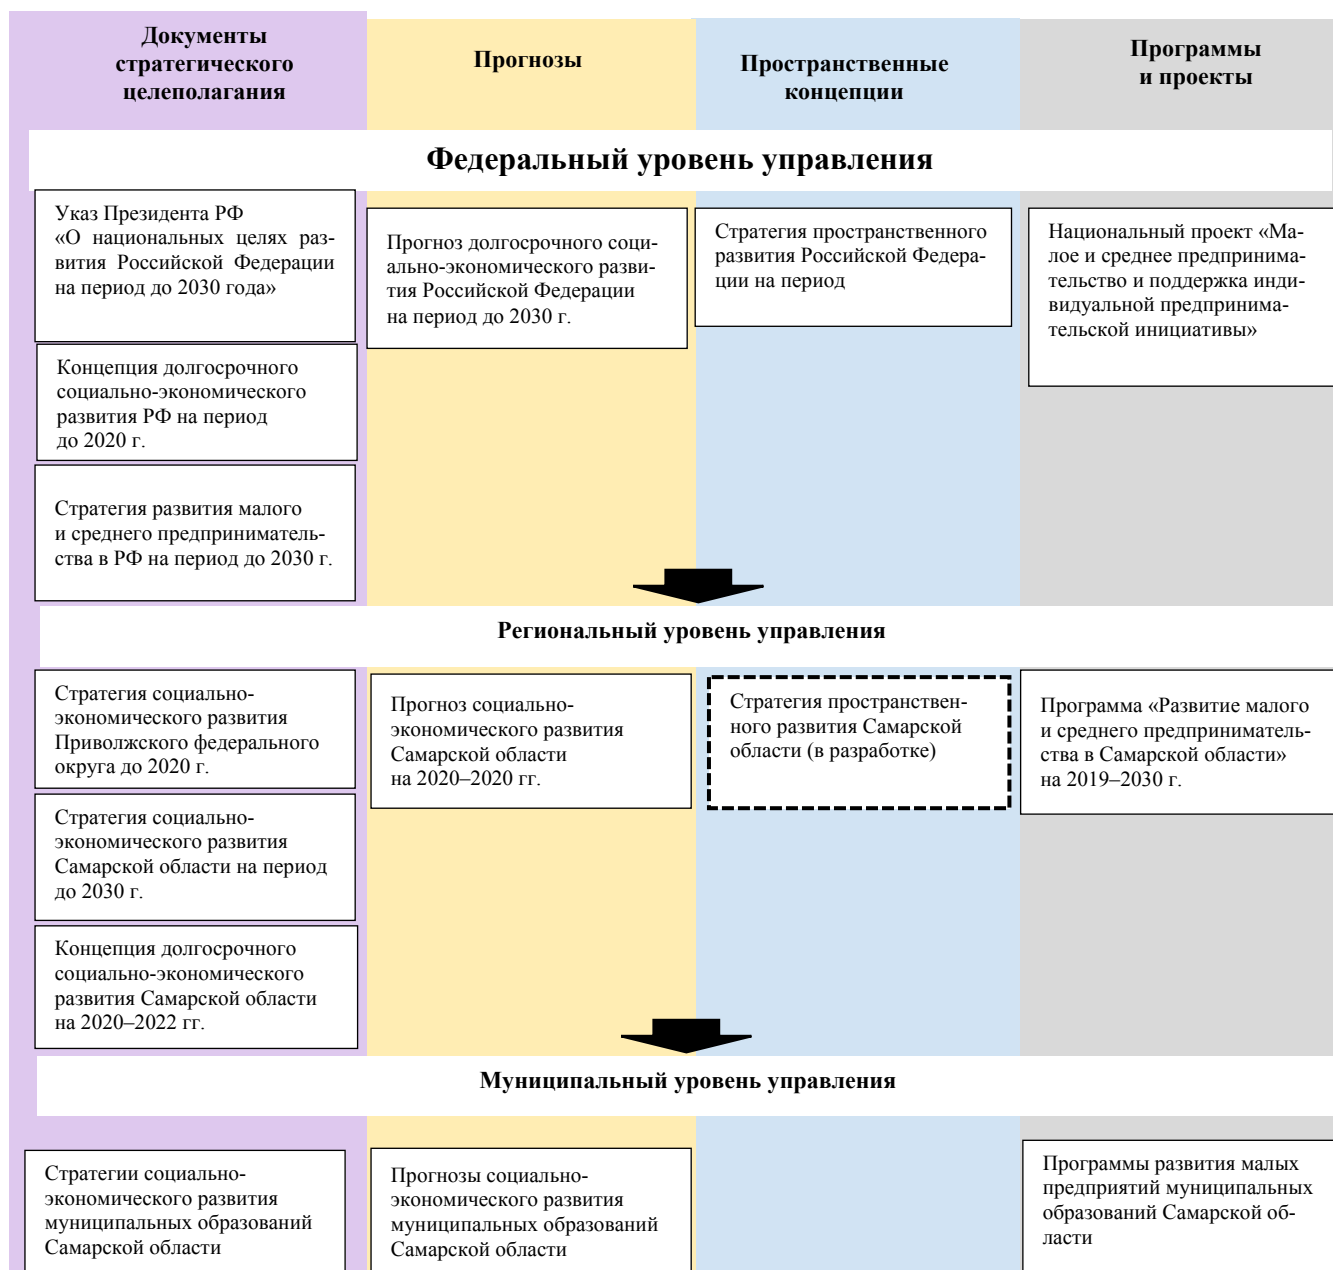 Документы
стратегического
целеполагания
Прогнозы
Пространственные
концепции
Программы
и проекты
Федеральный уровень управления
Указ Президента РФ
«О национальных целях раз-
вития Российской Федерации
на период до 2030 года»
Концепция долгосрочного
социально-экономического
развития РФ на период
до 2020 г.
Стратегия развития малого
и среднего предприниматель-
ства в РФ на период до 2030 г.
Прогноз долгосрочного соци-
ально-экономического разви-
тия Российской Федерации
на период до 2030 г.
Стратегия пространственного
развития Российской Федера-
ции на период
Национальный проект «Ма-
лое и среднее предпринима-
тельство и поддержка инди-
видуальной предпринима-
тельской инициативы»
Региональный уровень управления
Стратегия социально-
экономического развития
Приволжского федерального
округа до 2020 г.
Стратегия социально-
экономического развития
Самарской области на период
до 2030 г.
Концепция долгосрочного
социально-экономического
развития Самарской области
на 2020–2022 гг.
Прогноз социально-
экономического развития
Самарской области
на 2020–2020 гг.
Стратегия пространствен-
ного развития Самарской
области (в разработке)
Программа «Развитие малого
и среднего предприниматель-
ства в Самарской области»
на 2019–2030 г.
Муниципальный уровень управления
Стратегии социально-
экономического развития
муниципальных образований
Самарской области
Прогнозы социально-
экономического развития
муниципальных образований
Самарской области
Программы развития малых
предприятий муниципальных
образований Самарской об-
ласти